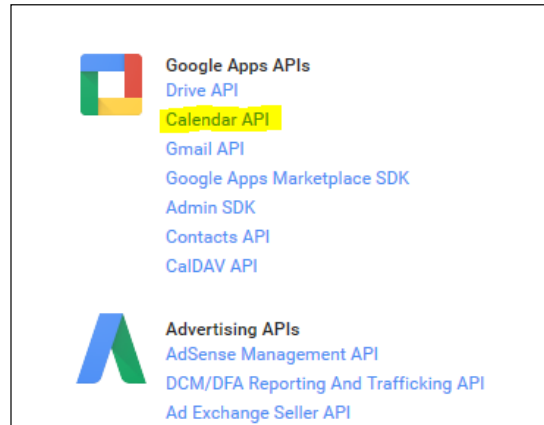 Google Apps APIs
Drive API
Calendar API
Gmail API
Google Apps Marketplace SDK
Admin SDK
Contacts API
CalDAV API
Advertising APIs
AdSense Management API
DCM/DFA Reporting And Trafficking API
Ad Exchange Seller API